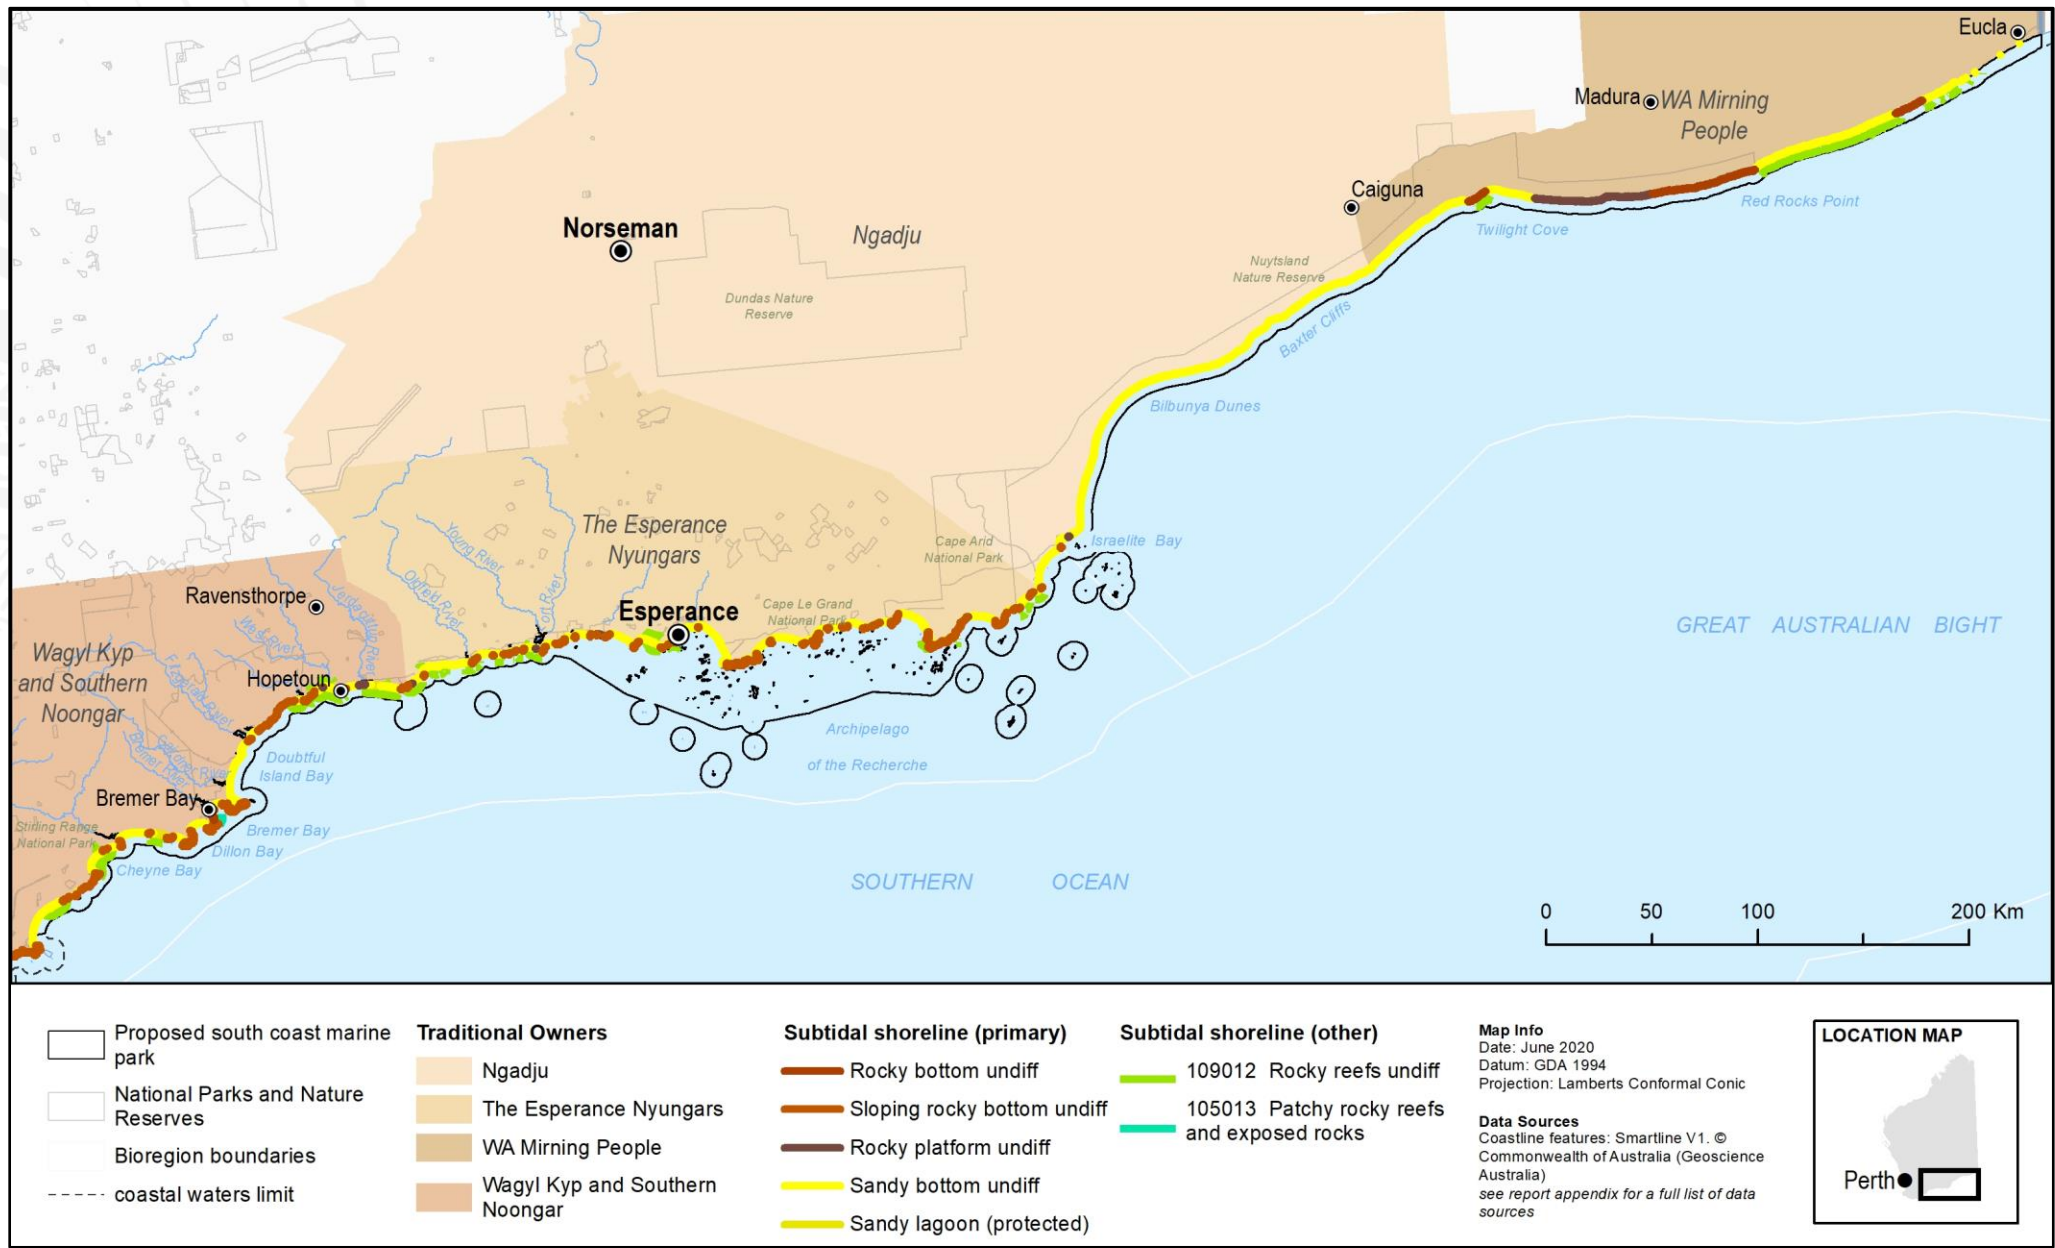 Eucla
Madura
WA Mirning
People
Caiguna
Red Rocks Point
Twilight Cove
Norseman
Ngadju
Nuytsland
Nature Reserve
Dundas Nature
Reserve
Baxter Cliffs
Bilbunya Dunes
The Esperance
Nyungars
Young River
Oldfield River
Lort River
Cape Arid
National Park
Israelite Bay
Ravensthorpe
Esperance
Cape Le Grand
National Park
GREAT AUSTRALIAN BIGHT
West River
River
Wagyl Kyp
and Southern
Noongar
Hopetoun
Fitzgerald River
Archipelago
of the Recherche
Doubtful
Island Bay
Bremer River
River
Bremer Bay
Stirling Range
National Park
Bremer Bay
Dillon Bay
Cheyne Bay
SOUTHERN OCEAN
0 50 100 200 Km
Proposed south coast marine
park
National Parks and Nature
Reserves
Bioregion boundaries
coastal waters limit
Traditional Owners
Ngadju
The Esperance Nyungars
WA Mirning People
Wagyl Kyp and Southern
Noongar
Subtidal shoreline (primary)
Rocky bottom undiff
Sloping rocky bottom undiff
Rocky platform undiff
Sandy bottom undiff
Sandy lagoon (protected)
Subtidal shoreline (other)
109012 Rocky reefs undiff
105013 Patchy rocky reefs
and exposed rocks
Map Info
Date: June 2020
Datum: GDA 1994
Projection: Lamberts Conformal Conic
Data Sources
Coastline features: Smartline V1. ©
Commonwealth of Australia (Geoscience
Australia)
see report appendix for a full list of data
sources
LOCATION MAP
Perth